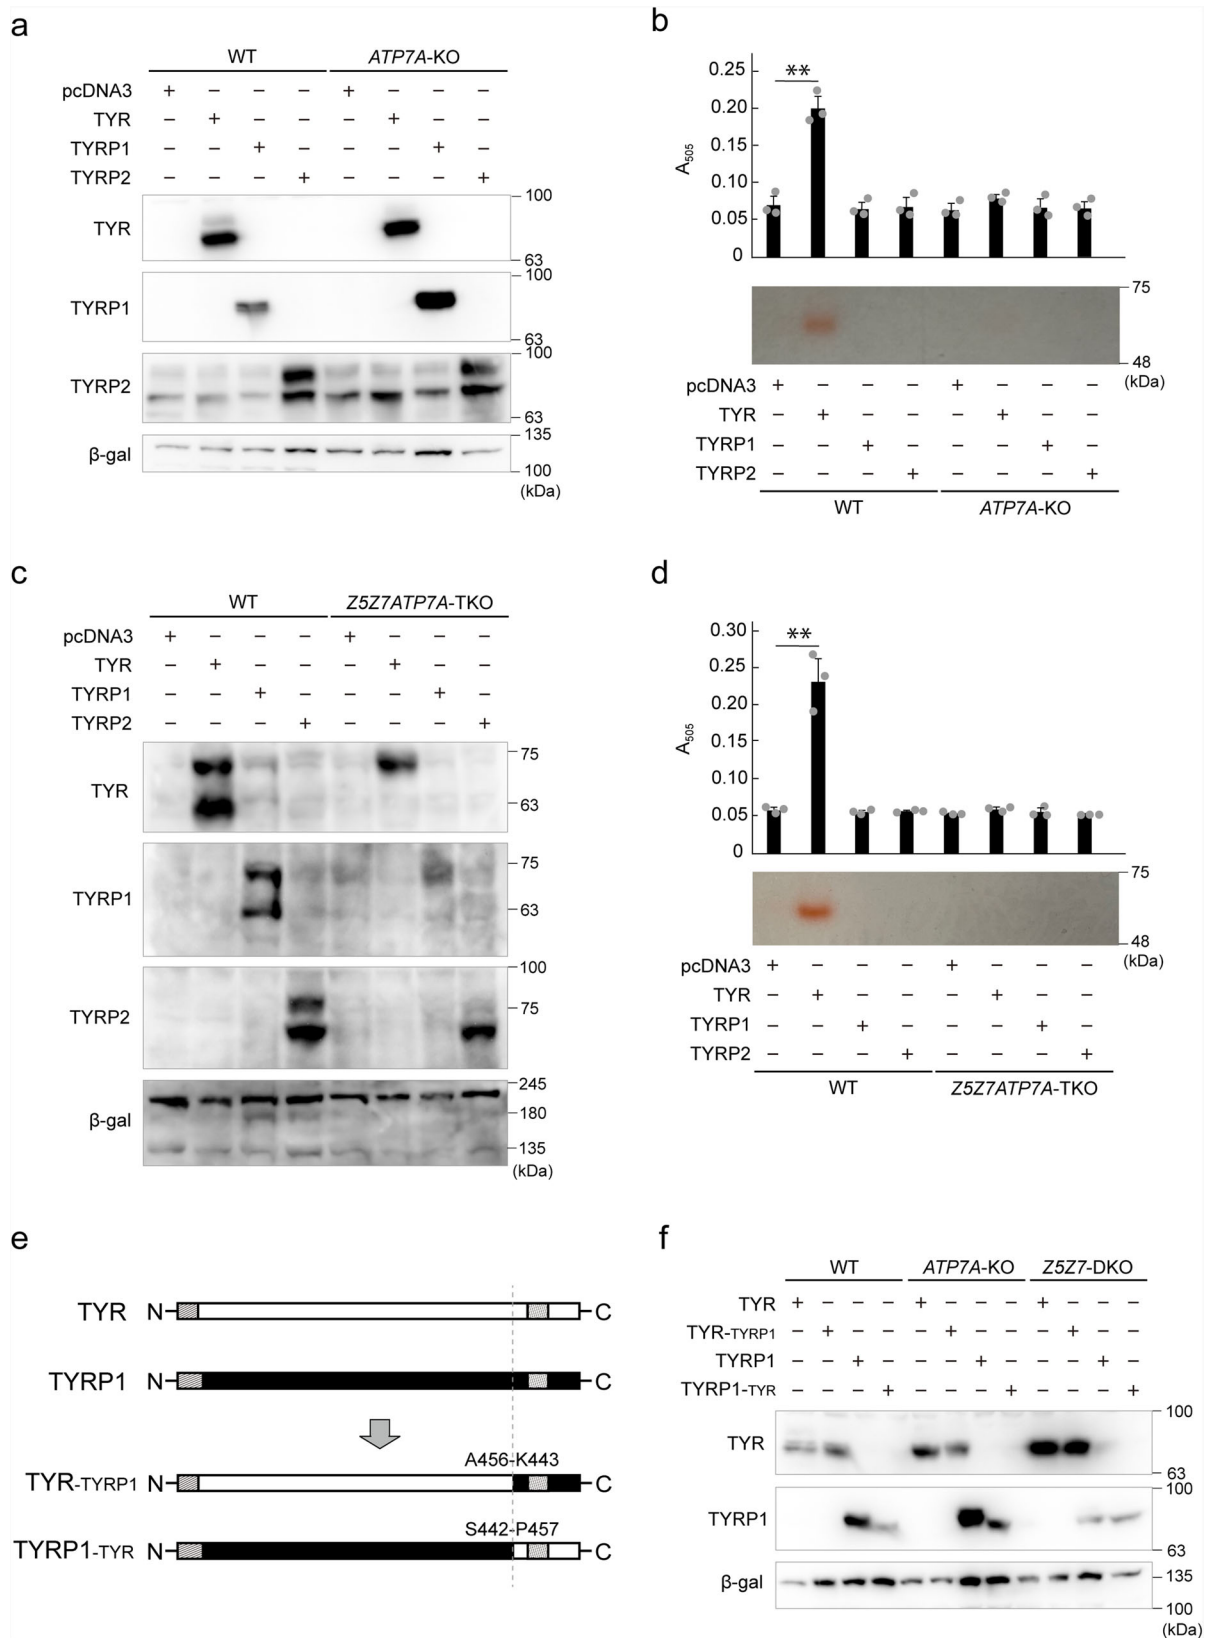 a
WT ATP7A-KO
pcDNA3 + − − − + − − −
TYR − + − − − + − −
TYRP1 − − + − − − + −
TYRP2 − − − + − − − +
100
TYR
63
100
TYRP1
63
100
TYRP2
63
135
β-gal
100
(kDa)
b
0.25
**
0.20
0.15
A505
0.10
0.05
0
75
48
(kDa)
pcDNA3 + − − − + − − −
TYR − + − − − + − −
TYRP1 − − + − − − + −
TYRP2 − − − + − − − +
WT ATP7A-KO
c
WT Z5Z7ATP7A-TKO
pcDNA3 + − − − + − − −
TYR − + − − − + − −
TYRP1 − − + − − − + −
TYRP2 − − − + − − − +
75
TYR
63
75
TYRP1
63
100
TYRP2
75
245
β-gal
180
135
(kDa)
d
0.30
**
0.25
0.20
A505
0.15
0.10
0.05
0
75
48
(kDa)
pcDNA3 + − − − + − − −
TYR − + − − − + − −
TYRP1 − − + − − − + −
TYRP2 − − − + − − − +
WT Z5Z7ATP7A-TKO
e
TYR N C
TYRP1 N C
A456-K443
TYR-TYRP1 N C
S442-P457
TYRP1-TYR N C
f
WT ATP7A-KO Z5Z7-DKO
TYR + − − − + − − − + − − −
TYR-TYRP1 − + − − − + − − − + − −
TYRP1 − − + − − − + − − − + −
TYRP1-TYR − − − + − − − + − − − +
100
TYR
63
100
TYRP1
63
135
β-gal
100
(kDa)